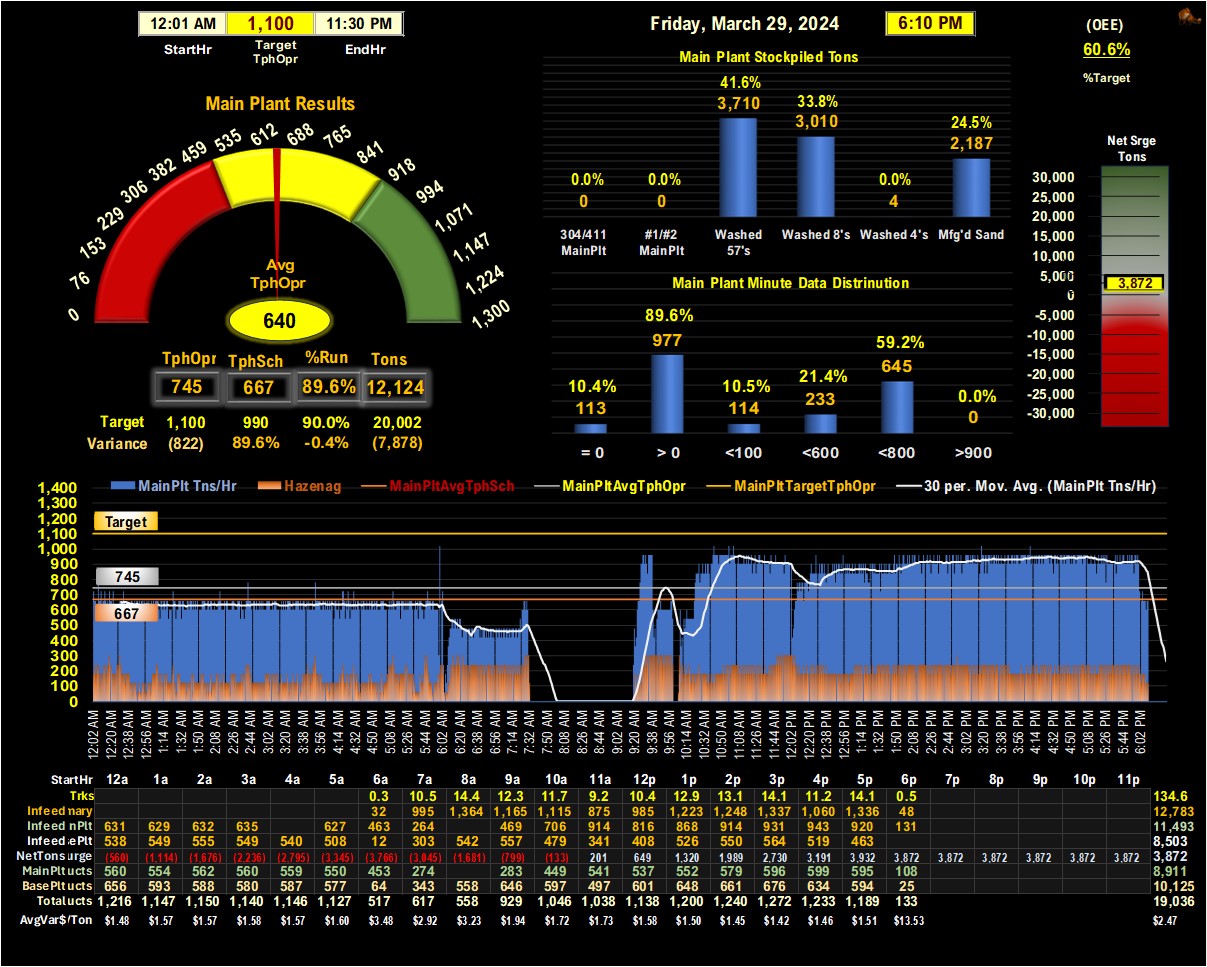 12:01 AM 1,100 11:30 PM
StartHr Target TphOpr EndHr
Friday, March 29, 2024
6:10 PM
(OEE)
60.6%
%Target
Main Plant Results
0 76 153 229 306 382 459 535 612 688 765 841 918 994 1,071 1,147 1,224 1,300
Avg
TphOpr
640
TphOpr TphSch %Run Tons
745 667 89.6% 12,124
Target 1,100 990 90.0% 20,002
Variance (822) 89.6% -0.4% (7,878)
Main Plant Stockpiled Tons
0.0% 0.0% 41.6% 33.8% 0.0% 24.5%
0 0 3,710 3,010 4 2,187
304/411 MainPlt #1/#2 MainPlt Washed 57's Washed 8's Washed 4's Mfg'd Sand
Main Plant Minute Data Distrinution
10.4% 89.6% 10.5% 21.4% 59.2% 0.0%
113 977 114 233 645 0
= 0 > 0 <100 <600 <800 >900
Net Srge
Tons
30,000
25,000
20,000
15,000
10,000
5,000
3,872
0
-5,000
-10,000
-15,000
-20,000
-25,000
-30,000
MainPlt Tns/Hr Hazenag MainPltAvgTphSch MainPltAvgTphOpr MainPltTargetTphOpr 30 per. Mov. Avg. (MainPlt Tns/Hr)
1,400
1,300
1,200
1,100
1,000
900
800
700
600
500
400
300
200
100
0
Target
745
667
12:02 AM 12:20 AM 12:38 AM 12:56 AM 1:14 AM 1:32 AM 1:50 AM 2:08 AM 2:26 AM 2:44 AM 3:02 AM 3:20 AM 3:38 AM 3:56 AM 4:14 AM 4:32 AM 4:50 AM 5:08 AM 5:26 AM 5:44 AM 6:02 AM 6:20 AM 6:38 AM 6:56 AM 7:14 AM 7:32 AM 7:50 AM 8:08 AM 8:26 AM 8:44 AM 9:02 AM 9:20 AM 9:38 AM 9:56 AM 10:14 AM 10:32 AM 10:50 AM 11:08 AM 11:26 AM 11:44 AM 12:02 PM 12:20 PM 12:38 PM 12:56 PM 1:14 PM 1:32 PM 1:50 PM 2:08 PM 2:26 PM 2:44 PM 3:02 PM 3:20 PM 3:38 PM 3:56 PM 4:14 PM 4:32 PM 4:50 PM 5:08 PM 5:26 PM 5:44 PM 6:02 PM
StartHr 12a 1a 2a 3a 4a 5a 6a 7a 8a 9a 10a 11a 12p 1p 2p 3p 4p 5p 6p 7p 8p 9p 10p 11p
Trks 0.3 10.5 14.4 12.3 11.7 9.2 10.4 12.9 13.1 14.1 11.2 14.1 0.5 134.6
Infeed mary 32 995 1,364 1,165 1,115 875 985 1,223 1,248 1,337 1,060 1,336 48 12,783
Infeed nPlt 631 629 632 635 627 463 264 469 706 914 816 868 914 931 943 920 131 11,493
Infeed ePlt 538 549 555 549 540 508 12 303 542 557 479 341 408 526 550 564 519 463 8,503
NetTons urge (560) (1,114) (1,676) (2,236) (2,795) (3,345) (3,766) (3,045) (1,681) (799) (133) 201 649 1,320 1,989 2,730 3,191 3,932 3,872 3,872 3,872 3,872 3,872 3,872 3,872
MainPlt ucts 560 554 562 560 559 550 453 274 283 449 541 537 552 579 596 599 595 108 8,911
BasePlt ucts 656 593 588 580 587 577 64 343 558 646 597 497 601 648 661 676 634 594 25 10,125
Total ucts 1,216 1,147 1,150 1,140 1,146 1,127 517 617 558 929 1,046 1,038 1,138 1,200 1,240 1,272 1,233 1,189 133 19,036
AvgVar$/Ton $1.48 $1.57 $1.57 $1.58 $1.57 $1.60 $3.48 $2.92 $3.23 $1.94 $1.72 $1.73 $1.58 $1.50 $1.45 $1.42 $1.46 $1.51 $13.53 $2.47